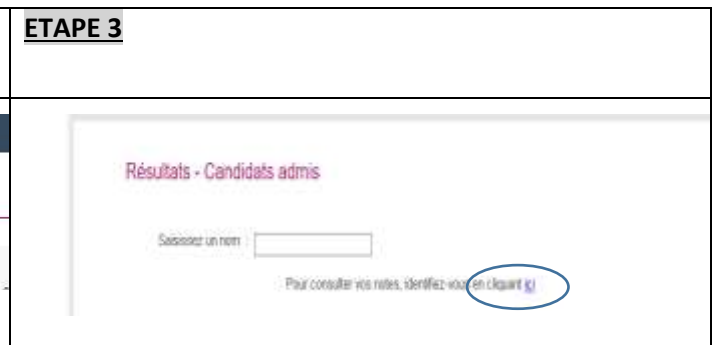 ETAPE 3
Résultats - Candidats admis
Saisissez un nom :
Pour consulter vos notes, identifiez-vous en cliquant ici